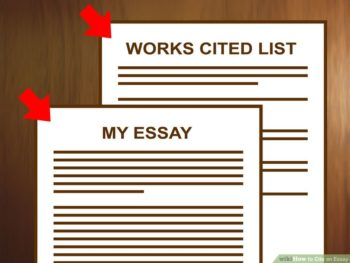 WORKS CITED LIST
MY ESSAY
wikiHow to Cite an Essay